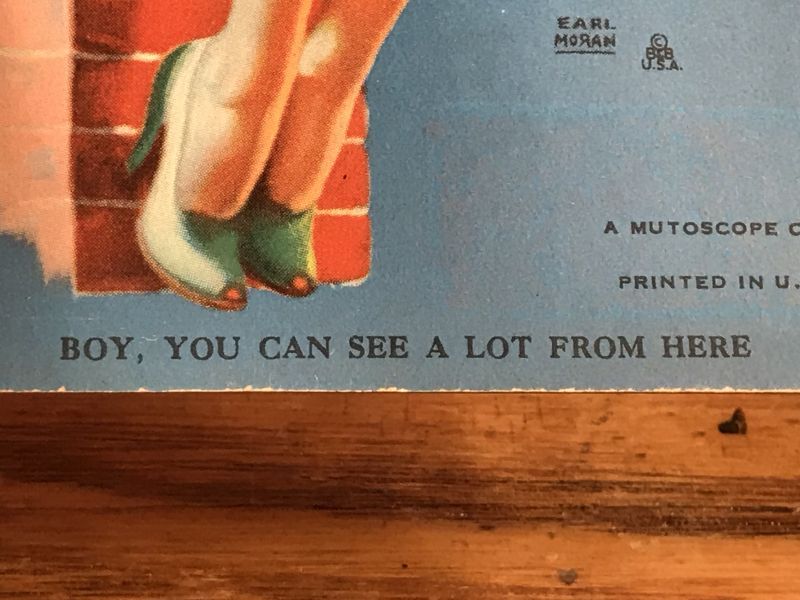 EARL
MORAN
©
B&B
U.S.A.
A MUTOSCOPE C
PRINTED IN U.
BOY, YOU CAN SEE A LOT FROM HERE